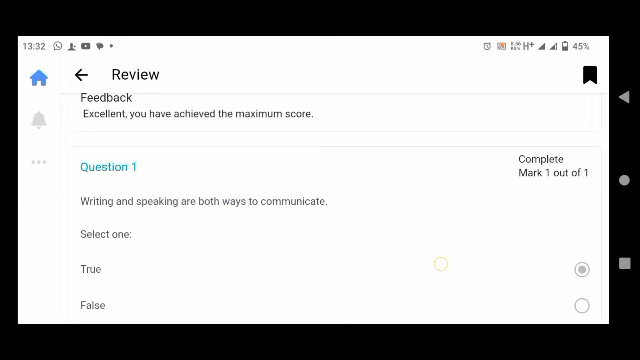 13:32 45%
Review
Feedback
Excellent, you have achieved the maximum score.
Question 1
Complete
Mark 1 out of 1
Writing and speaking are both ways to communicate.
Select one:
True
False